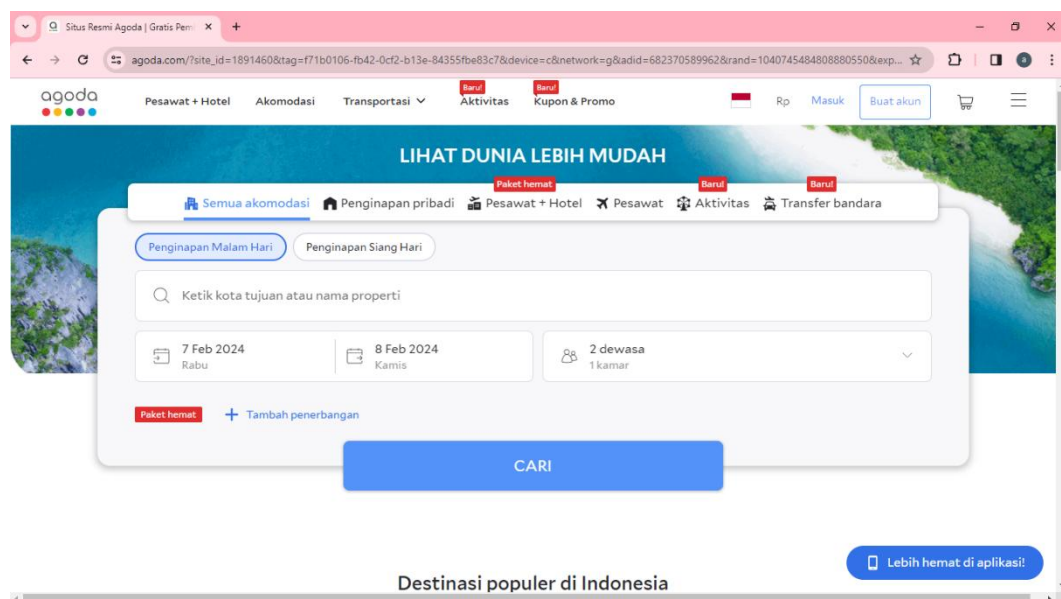 Situs Resmi Agoda | Gratis Pem
agoda.com/?site_id=1891460&tag=f71b0106-fb42-0cf2-b13e-84355fbe83c7&device=c&network=g&adid=682370589962&rand=1040745484808880550&exp...
a
agoda
Pesawat + Hotel Akomodasi Transportasi Baru! Aktivitas Baru! Kupon & Promo Rp Masuk Buat akun
LIHAT DUNIA LEBIH MUDAH
Paket hemat Baru! Baru!
Semua akomodasi Penginapan pribadi Pesawat + Hotel Pesawat Aktivitas Transfer bandara
Penginapan Malam Hari Penginapan Siang Hari
Ketik kota tujuan atau nama properti
7 Feb 2024 8 Feb 2024 2 dewasa
Rabu Kamis 1 kamar
Paket hemat + Tambah penerbangan
CARI
Lebih hemat di aplikasi!
Destinasi populer di Indonesia